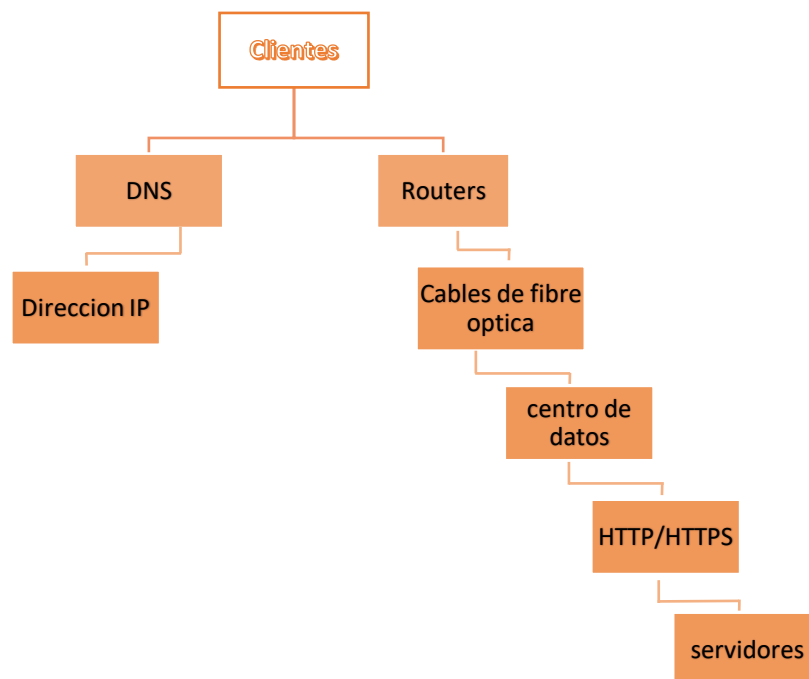 Clientes
DNS
Routers
Direccion IP
Cables de fibre
optica
centro de
datos
HTTP/HTTPS
servidores